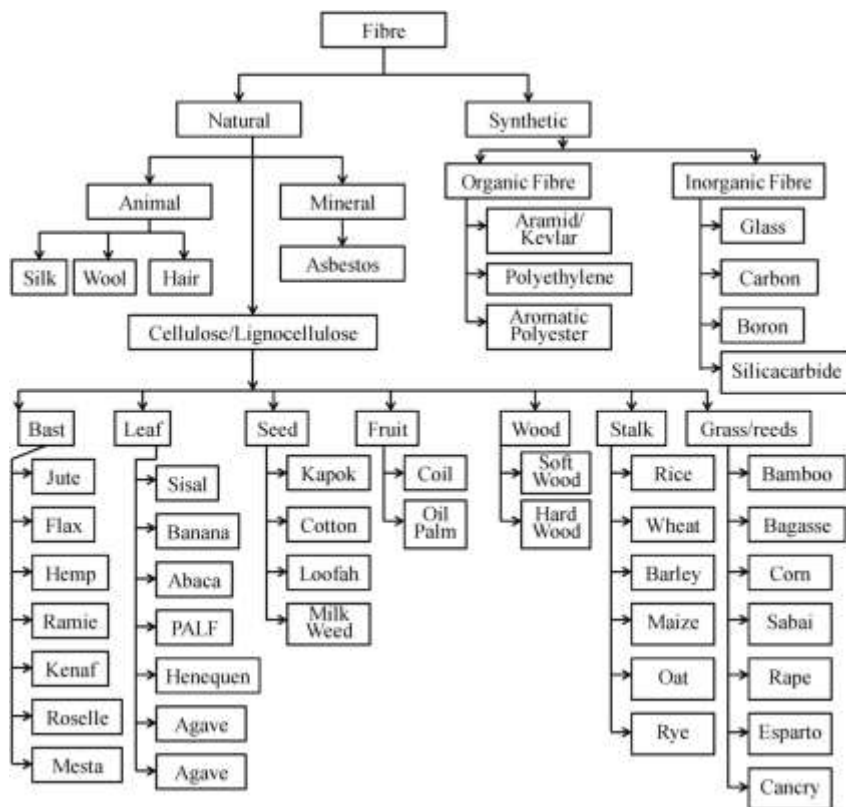 Fibre
Natural
Synthetic
Animal
Mineral
Organic Fibre
Inorganic Fibre
Silk
Wool
Hair
Asbestos
Aramid/
Kevlar
Polyethylene
Aromatic
Polyester
Glass
Carbon
Boron
Silicacarbide
Cellulose/Lignocellulose
Bast
Leaf
Seed
Fruit
Wood
Stalk
Grass/reeds
Jute
Flax
Hemp
Ramie
Kenaf
Roselle
Mesta
Sisal
Banana
Abaca
PALF
Henequen
Agave
Agave
Kapok
Cotton
Loofah
Milk
Weed
Coil
Oil
Palm
Soft
Wood
Hard
Wood
Rice
Wheat
Barley
Maize
Oat
Rye
Bamboo
Bagasse
Corn
Sabai
Rape
Esparto
Cancry